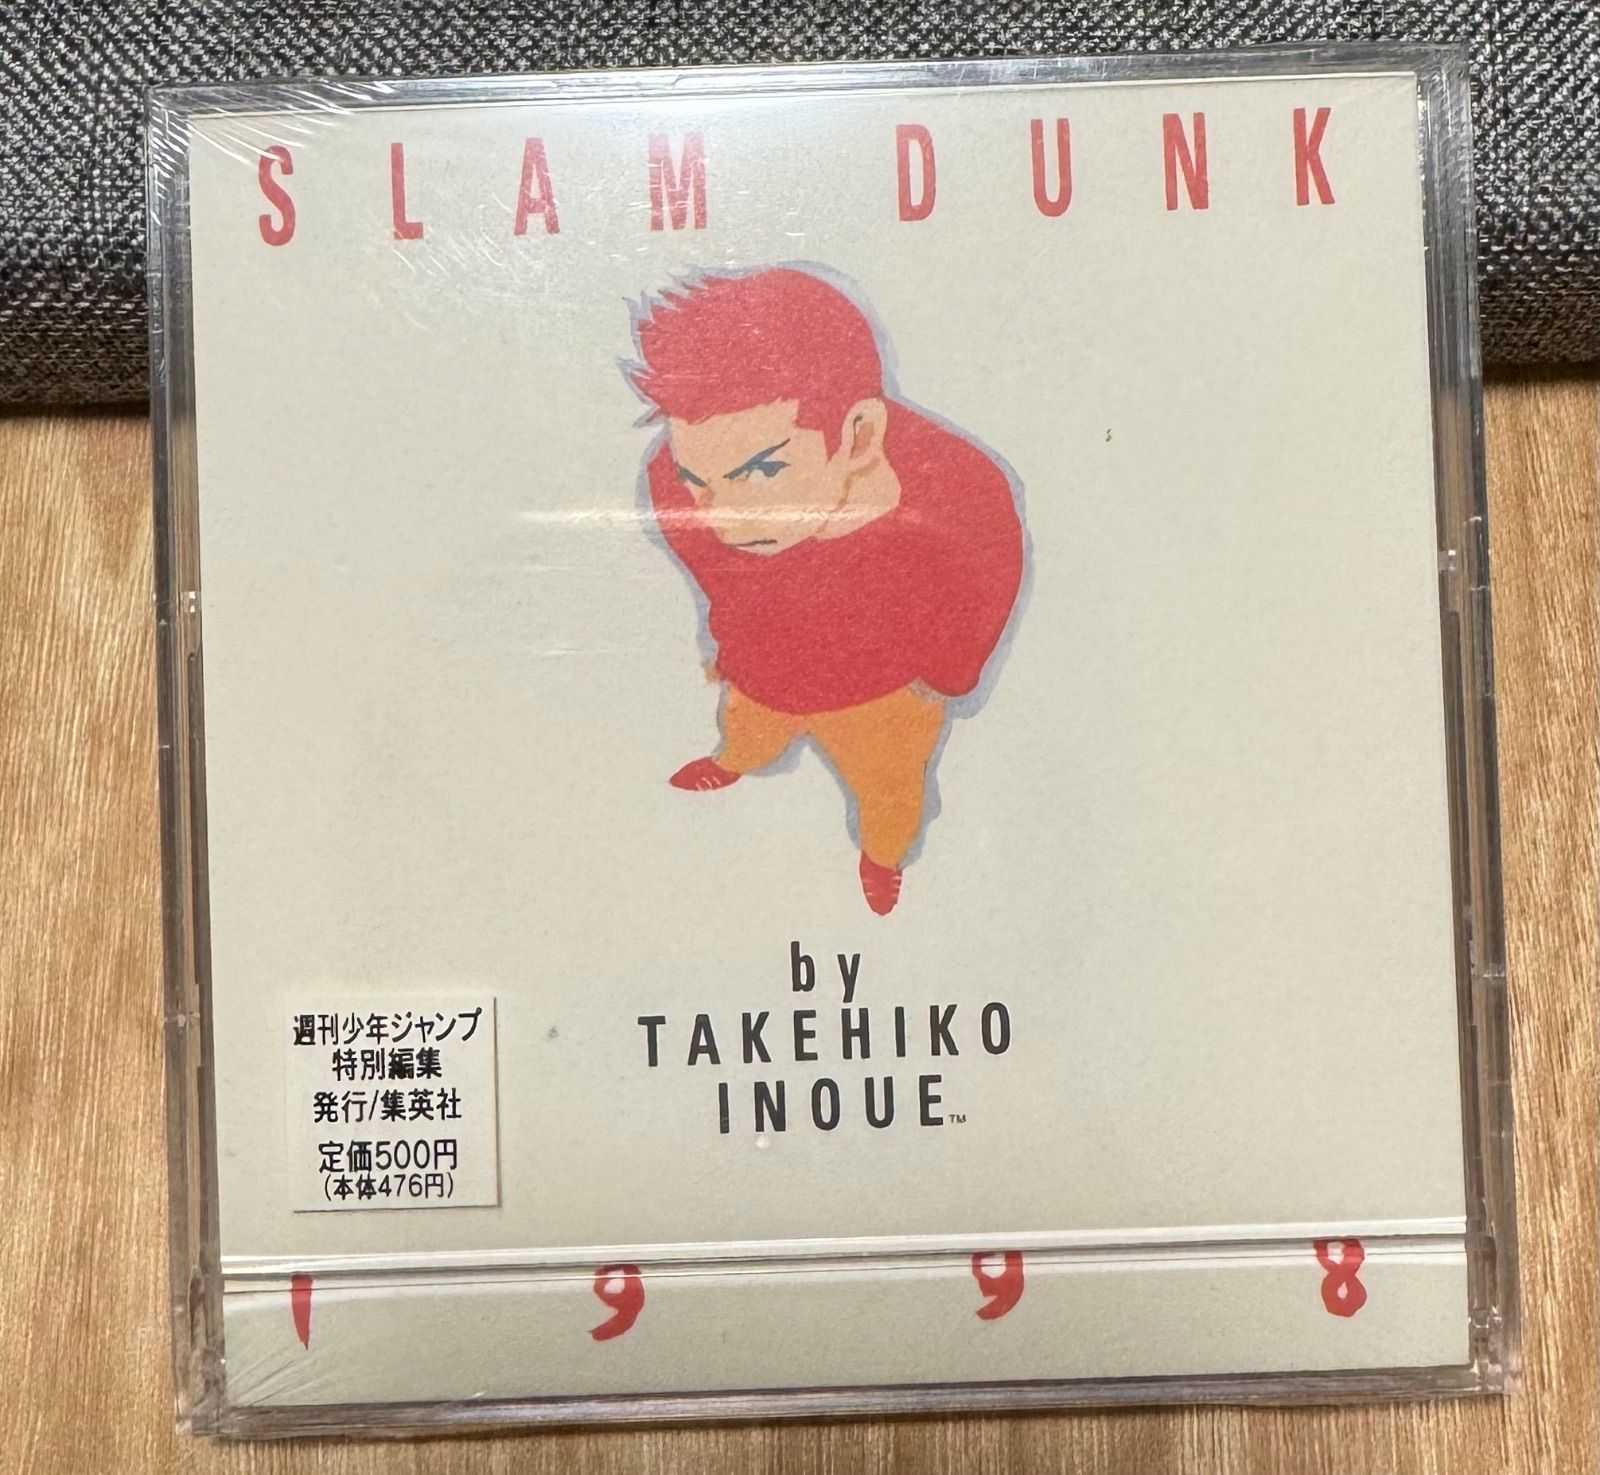 SLAM DUNK
by
TAKEHIKO
INOUE™
週刊少年ジャンプ
特別編集
発行/集英社
定価500円
(本体476円)
1998